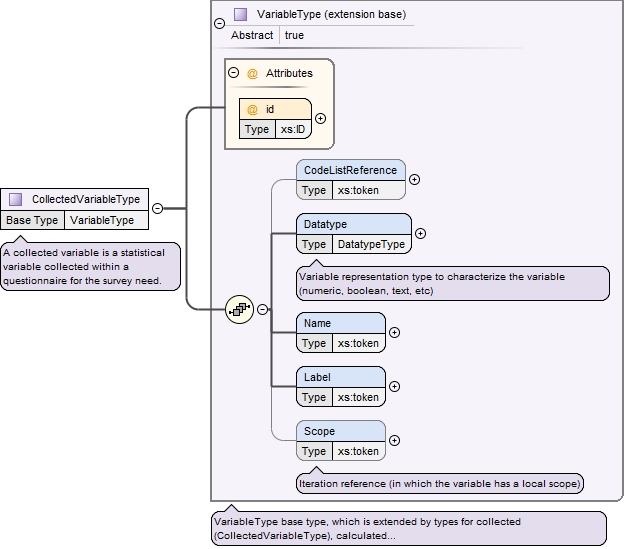 VariableType (extension base)
Abstract true
@ Attributes
@ id
Type xs:ID
CollectedVariableType
Base Type VariableType
A collected variable is a statistical
variable collected within a
questionnaire for the survey need.
CodeListReference
Type xs:token
Datatype
Type DatatypeType
Variable representation type to characterize the variable
(numeric, boolean, text, etc)
Name
Type xs:token
Label
Type xs:token
Scope
Type xs:token
Iteration reference (in which the variable has a local scope)
VariableType base type, which is extended by types for collected
(CollectedVariableType), calculated...